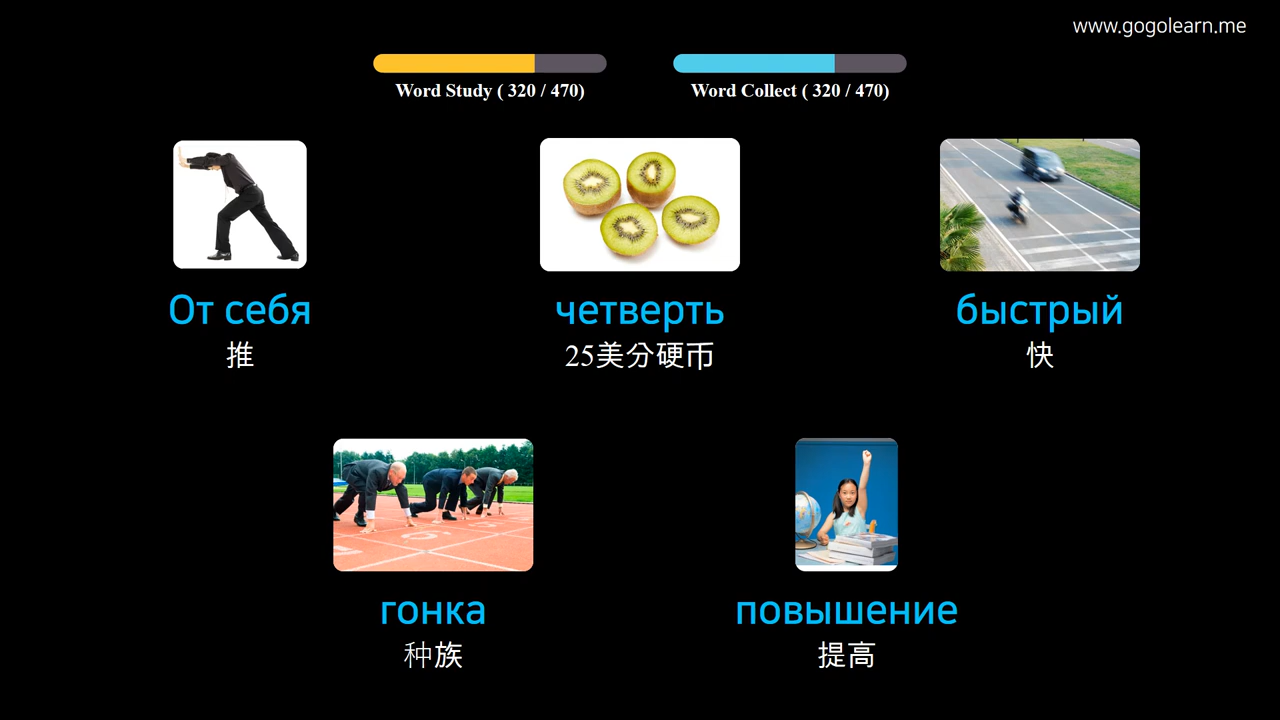 www.gogolearn.me
Word Study ( 320 / 470)
Word Collect ( 320 / 470)
От себя
推
четверть
25美分硬币
быстрый
快
гонка
种族
повышение
提高